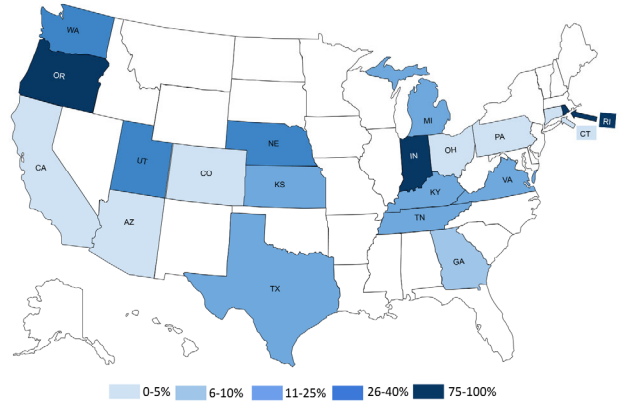 WA
OR
MI
RI
PA
CT
NE
OH
IN
UT
CO
CA
KS
KY
VA
TN
AZ
GA
TX
0-5% 6-10% 11-25% 26-40% 75-100%